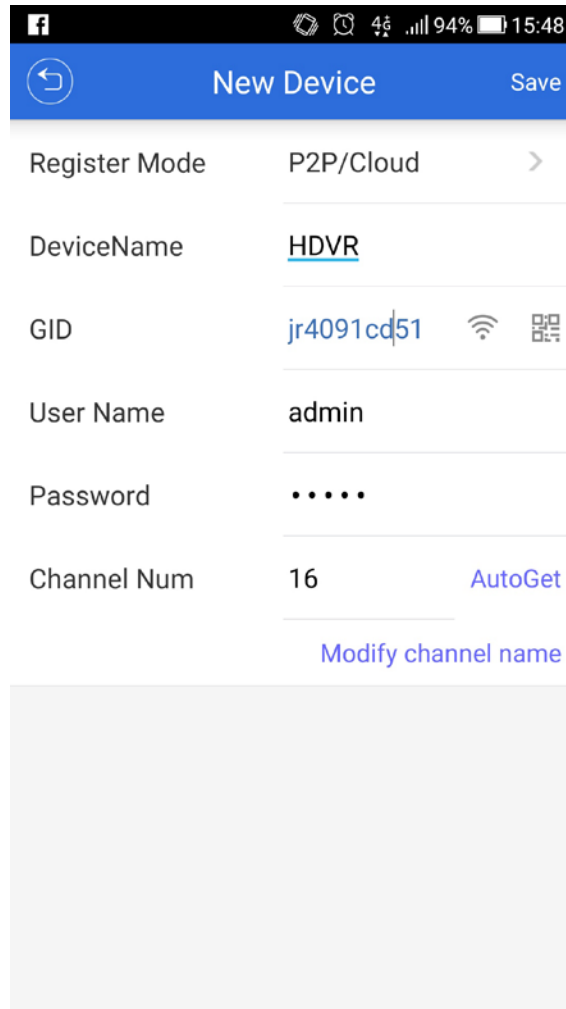 94% 15:48
New Device Save
Register Mode P2P/Cloud
DeviceName HDVR
GID jr4091cd51
User Name admin
Password •••••
Channel Num 16 AutoGet
Modify channel name